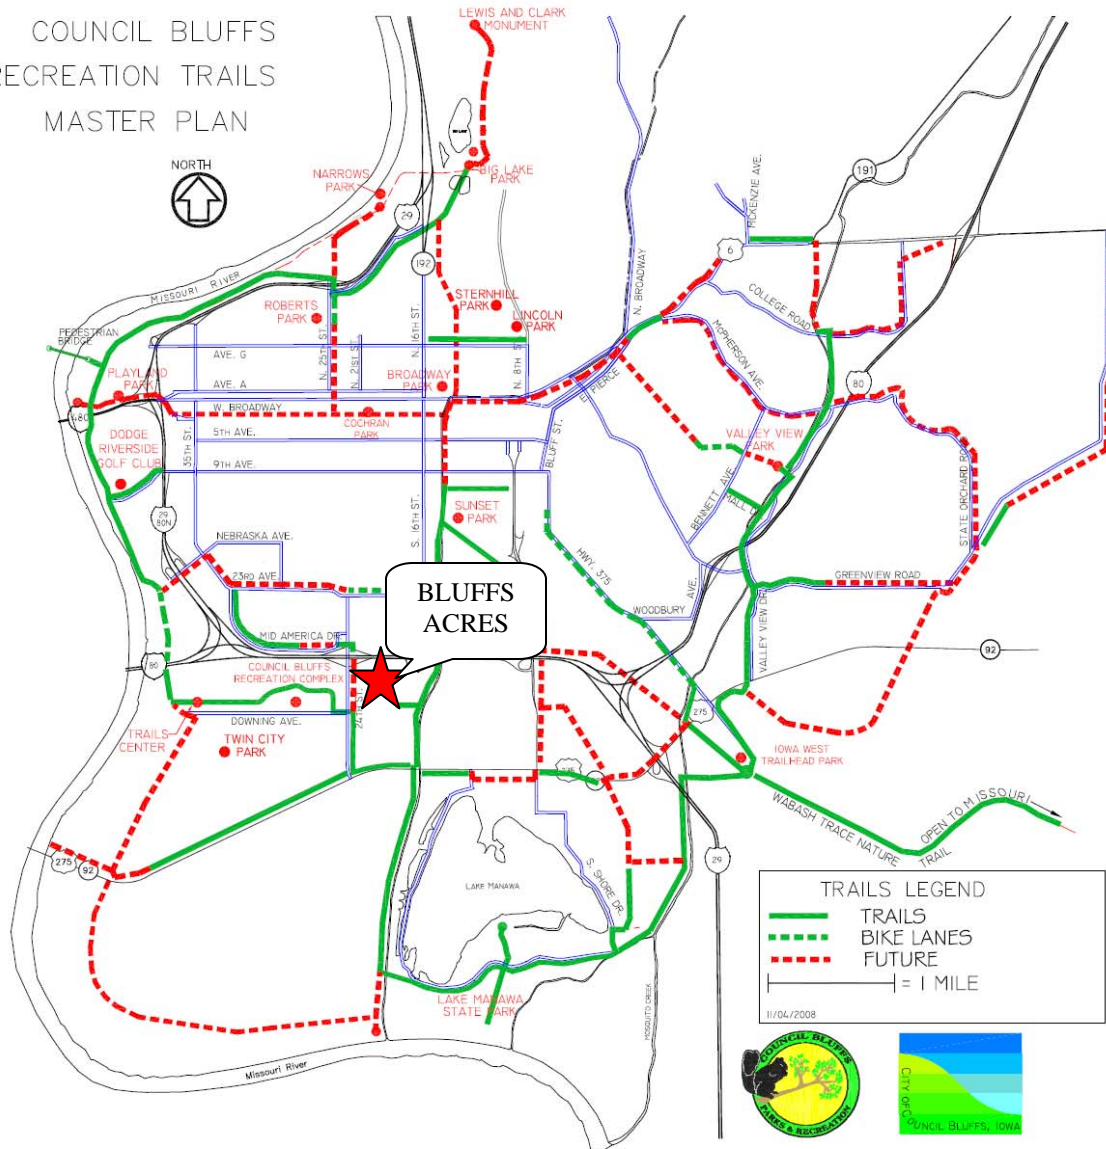 COUNCIL BLUFFS
RECREATION TRAILS
MASTER PLAN
NORTH
LEWIS AND CLARK
MONUMENT
BIG LAKE
PARK
NARROWS
PARK
29
192
191
6
MCKENZIE AVE.
N. BROADWAY
COLLEGE ROAD
MISSOURI RIVER
PEDESTRIAN
BRIDGE
ROBERTS
PARK
STERNHILL
PARK
LINCOLN
PARK
N. 25TH ST.
N. 21ST ST.
N. 16TH ST.
N. 8TH ST.
AVE. G
AVE. A
BROADWAY
PARK
E. PIERCE
McPHERSON AVE.
80
PLAYLAND
PARK
480
W. BROADWAY
COCHRAN
PARK
5TH AVE.
9TH AVE.
35TH ST.
BLUFF ST.
DODGE
RIVERSIDE
GOLF CLUB
VALLEY VIEW
PARK
BENNETT AVE.
MALL D
STATE ORCHARD RO
29
80N
S. 16TH ST.
SUNSET
PARK
NEBRASKA AVE.
23RD AVE.
HWY. 375
WOODBURY
AVE.
GREENVIEW ROAD
VALLEY VIEW DR.
BLUFFS
ACRES
MID AMERICA DR.
80
92
COUNCIL BLUFFS
RECREATION COMPLEX
24TH ST.
DOWNING AVE.
TRAILS
CENTER
TWIN CITY
PARK
275
IOWA WEST
TRAILHEAD PARK
WABASH TRACE NATURE
TRAIL
OPEN TO MISSOURI
275
92
29
LAKE MANAWA
S. SHORE DR.
LAKE MANAWA
STATE PARK
MOSQUITO CREEK
Missouri River
TRAILS LEGEND
TRAILS
BIKE LANES
FUTURE
= 1 MILE
11/04/2008
COUNCIL BLUFFS
PARKS & RECREATION
CITY OF COUNCIL BLUFFS, IOWA